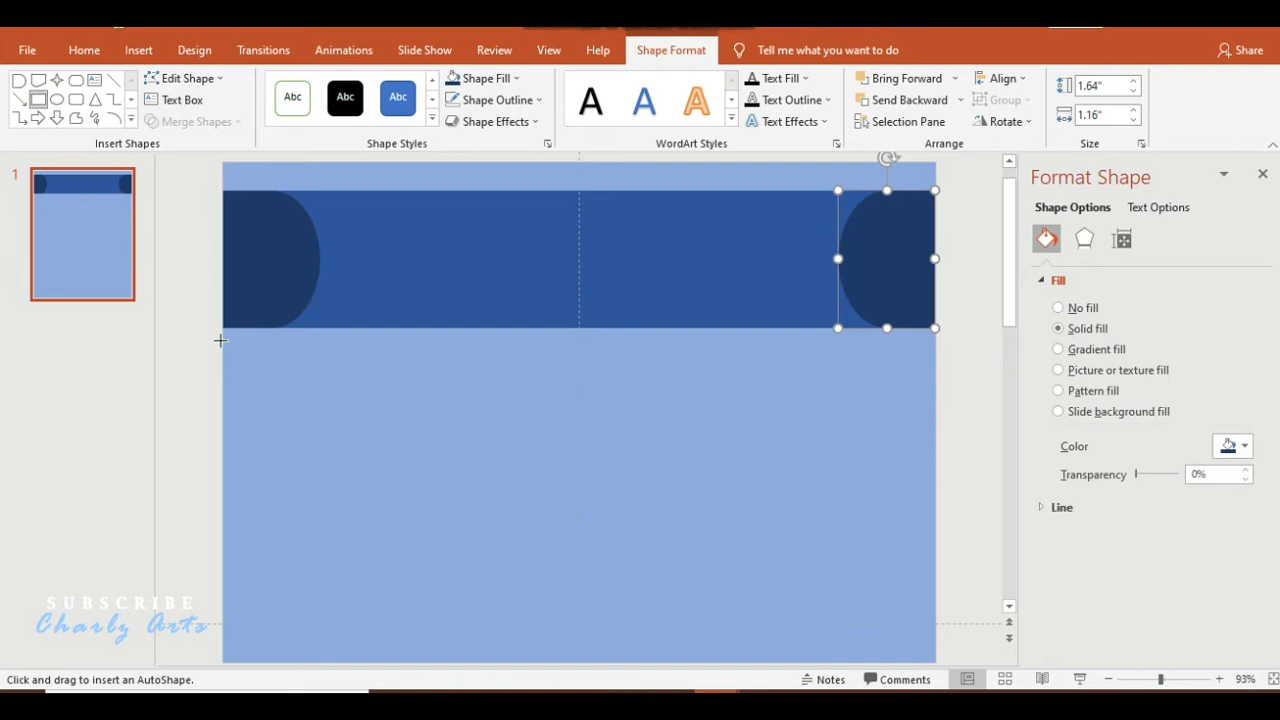 File Home Insert Design Transitions Animations Slide Show Review View Help Shape Format Tell me what you want to do Share
Edit Shape
Text Box
Merge Shapes
Insert Shapes
Abc Abc Abc
Shape Fill
Shape Outline
Shape Effects
Shape Styles
A A A
Text Fill
Text Outline
Text Effects
WordArt Styles
Bring Forward
Send Backward
Selection Pane
Align
Group
Rotate
Arrange
1.64"
1.16"
Size
1
Format Shape
Shape Options Text Options
Fill
No fill
Solid fill
Gradient fill
Picture or texture fill
Pattern fill
Slide background fill
Color
Transparency 0%
Line
SUBSCRIBE
Charly Arts
Click and drag to insert an AutoShape. Notes Comments 93%